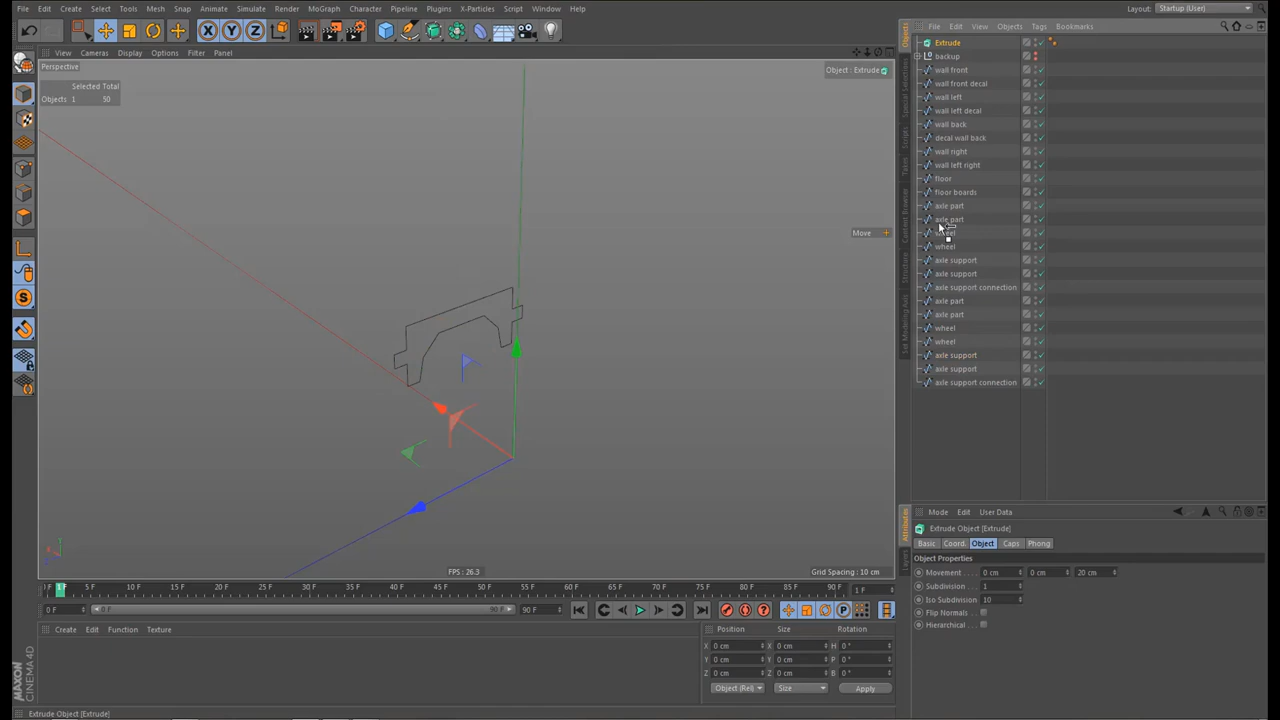 File Edit Create Select Tools Mesh Snap Animate Simulate Render MoGraph Character Pipeline Plugins X-Particles Script Window Help
Layout: Startup (User)
X Y Z
View Cameras Display Options Filter Panel
Perspective
Object : Extrude
Selected Total
Objects 1 50
Move
FPS : 26.3
Grid Spacing : 10 cm
File Edit View Objects Tags Bookmarks
Extrude
backup
wall front
wall front decal
wall left
wall left decal
wall back
decal wall back
wall right
wall left right
floor
floor boards
axle part
axle part
wheel
wheel
axle support
axle support
axle support connection
axle part
axle part
wheel
wheel
axle support
axle support
axle support connection
Objects
Takes
Content Browser
Structure
Attributes
Layers
Mode Edit User Data
Extrude Object [Extrude]
Basic Coord. Object Caps Phong
Object Properties
Movement 0 cm 0 cm 20 cm
Subdivision 1
Iso Subdivision 10
Flip Normals
Hierarchical
5 F 10 F 15 F 20 F 25 F 30 F 35 F 40 F 45 F 50 F 55 F 60 F 65 F 70 F 75 F 80 F 85 F 90 F 1 F
0 F 0 F 90 F 90 F
Create Edit Function Texture
Position Size Rotation
X 0 cm X 0 cm H 0 °
Y 0 cm Y 0 cm P 0 °
Z 0 cm Z 0 cm B 0 °
Object (Rel) Size Apply
MAXON CINEMA 4D
Extrude Object [Extrude]